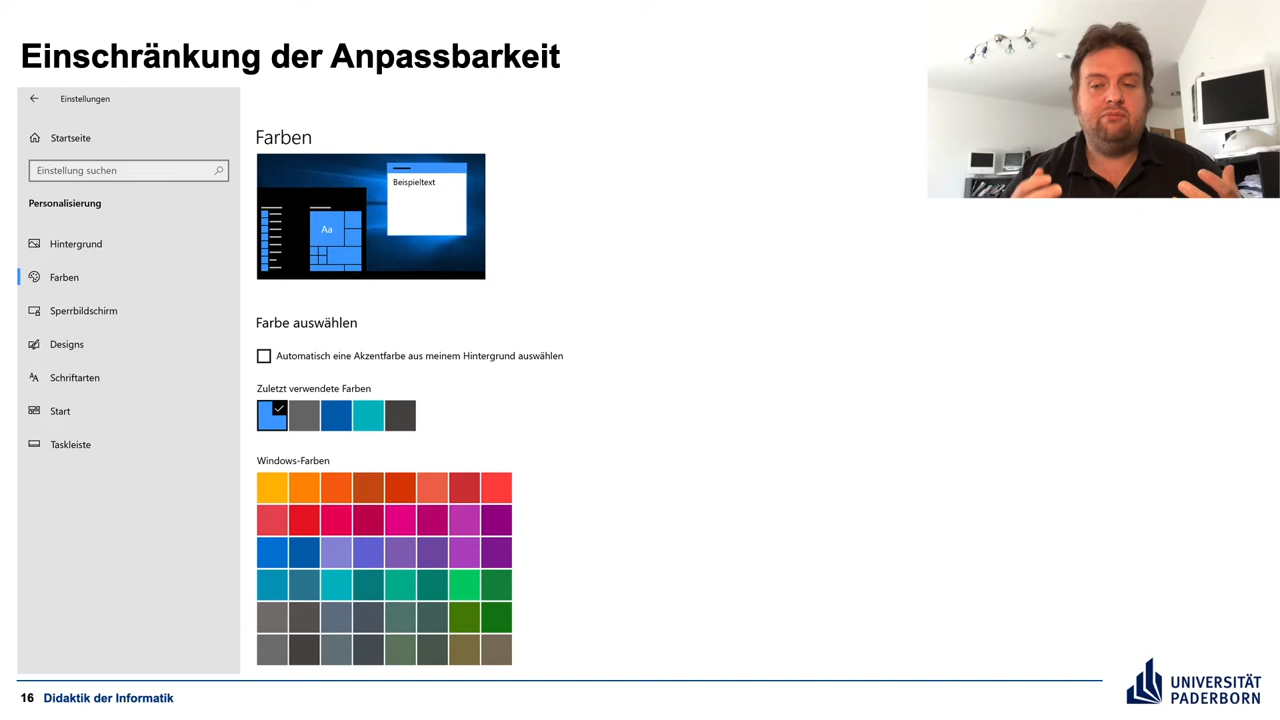 Einschränkung der Anpassbarkeit
Einstellungen
Startseite
Einstellung suchen
Personalisierung
Hintergrund
Farben
Sperrbildschirm
Designs
Schriftarten
Start
Taskleiste
Farben
Beispieltext
Aa
Farbe auswählen
Automatisch eine Akzentfarbe aus meinem Hintergrund auswählen
Zuletzt verwendete Farben
Windows-Farben
16 Didaktik der Informatik
UNIVERSITÄT
PADERBORN